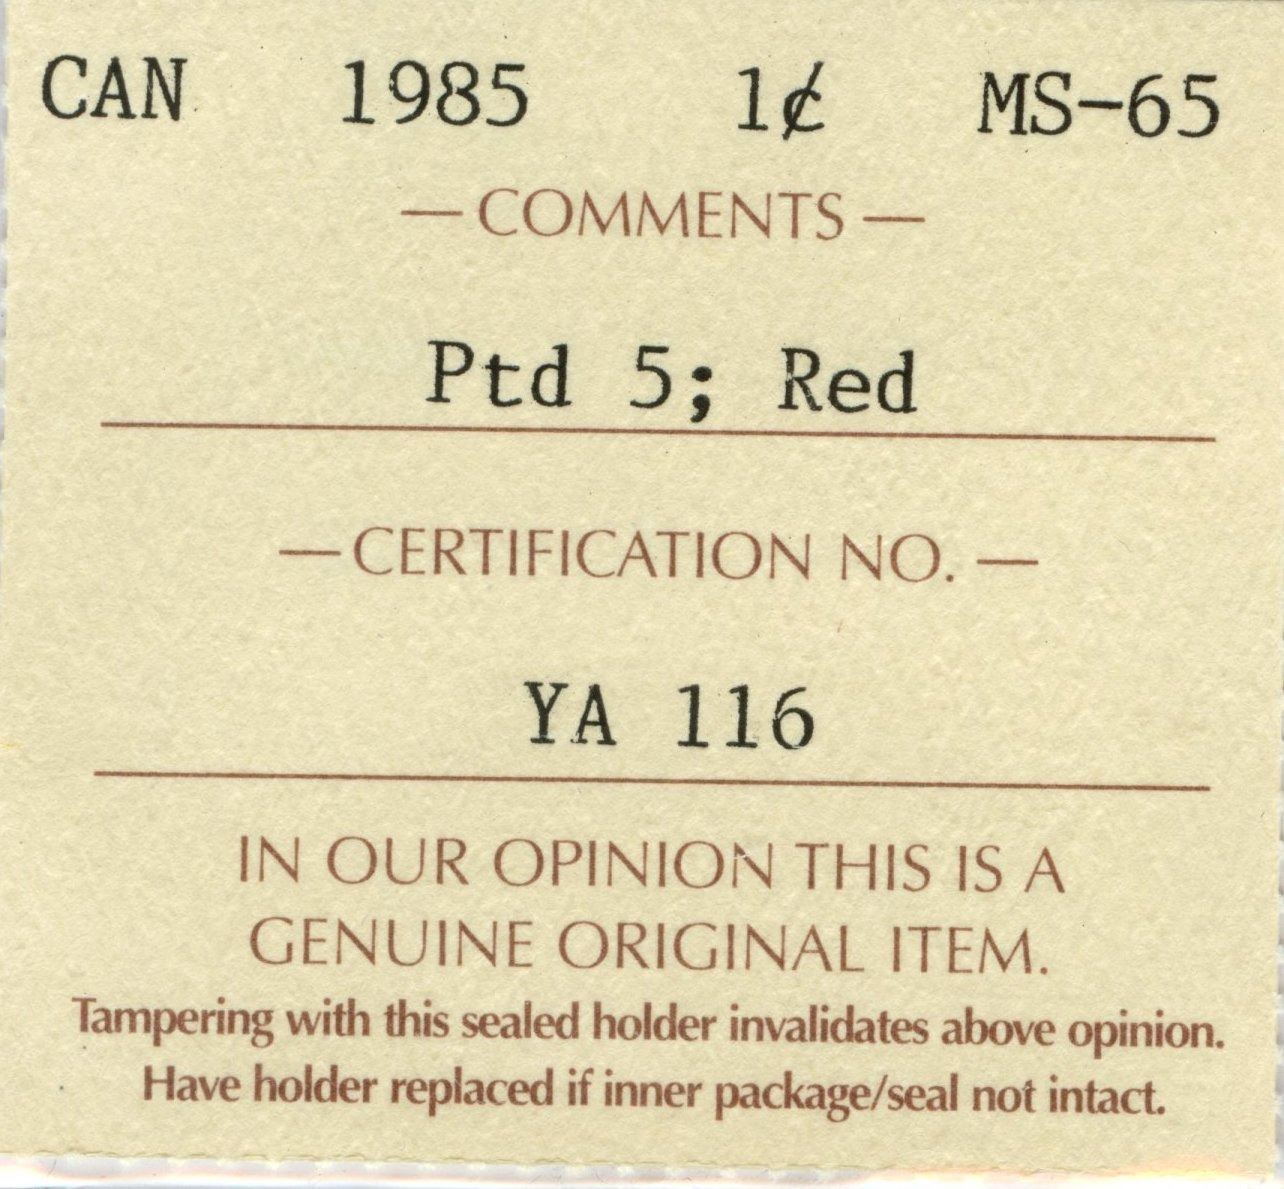 CAN 1985 1¢ MS-65
— COMMENTS —
Ptd 5; Red
— CERTIFICATION NO. —
YA 116
IN OUR OPINION THIS IS A
GENUINE ORIGINAL ITEM.
Tampering with this sealed holder invalidates above opinion.
Have holder replaced if inner package/seal not intact.